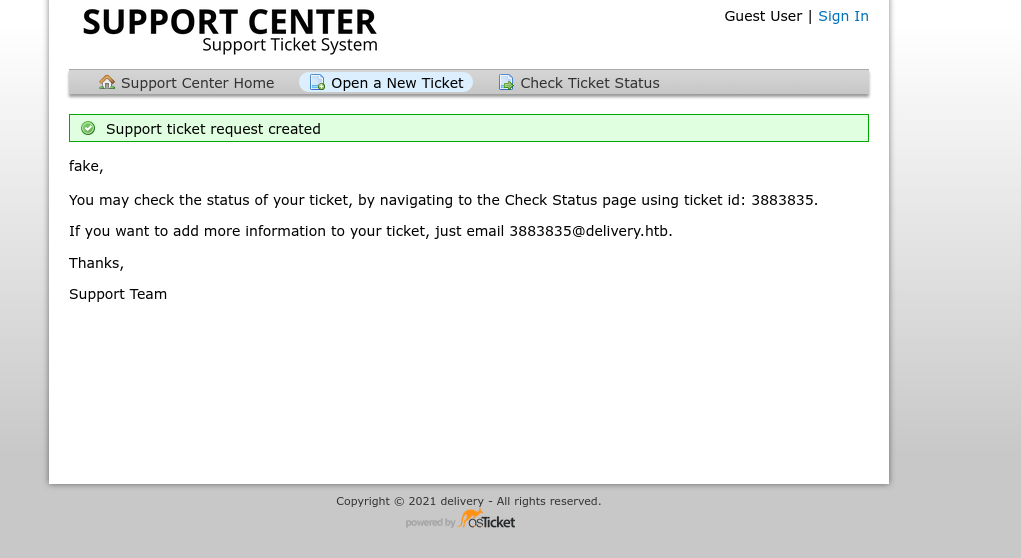 SUPPORT CENTER
Support Ticket System
Guest User | Sign In
Support Center Home Open a New Ticket Check Ticket Status
Support ticket request created
fake,
You may check the status of your ticket, by navigating to the Check Status page using ticket id: 3883835.
If you want to add more information to your ticket, just email 3883835@delivery.htb.
Thanks,
Support Team
Copyright © 2021 delivery - All rights reserved.
powered by osTicket